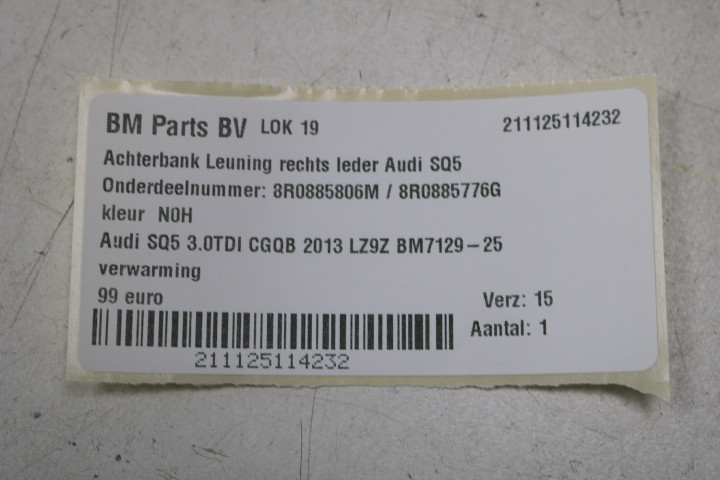 BM Parts BV LOK 19 211125114232
Achterbank Leuning rechts leder Audi SQ5
Onderdeelnummer: 8R0885806M / 8R0885776G
kleur N0H
Audi SQ5 3.0TDI CGQB 2013 LZ9Z BM7129-25
verwarming
99 euro Verz: 15
Aantal: 1
211125114232